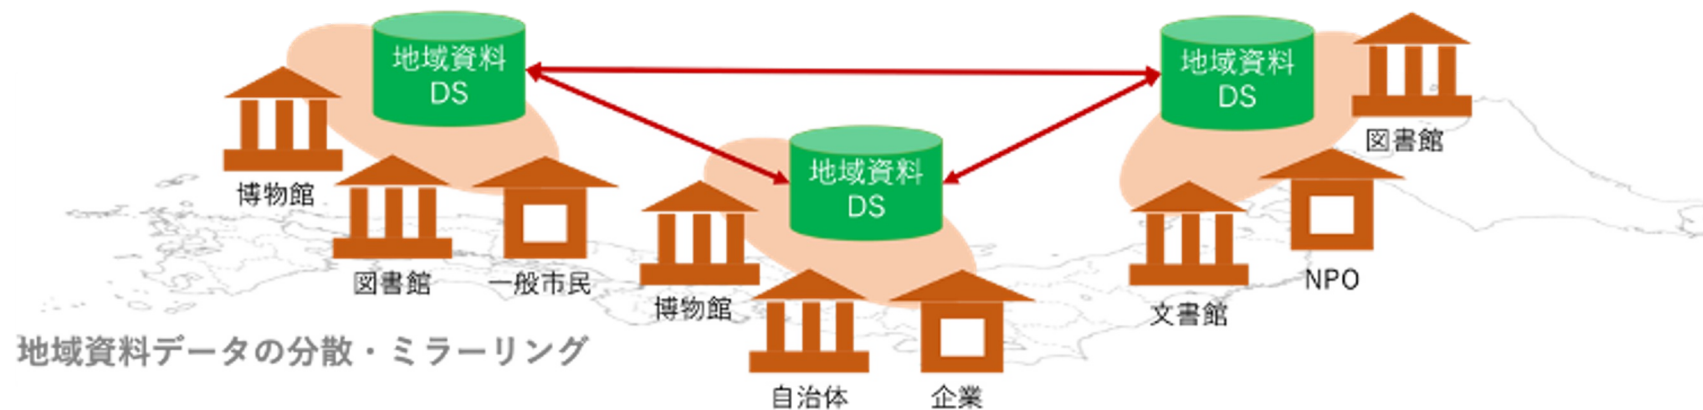 地域資料
DS
博物館
図書館
一般市民
地域資料
DS
博物館
自治体
企業
地域資料
DS
図書館
文書館
NPO
地域資料データの分散・ミラーリング